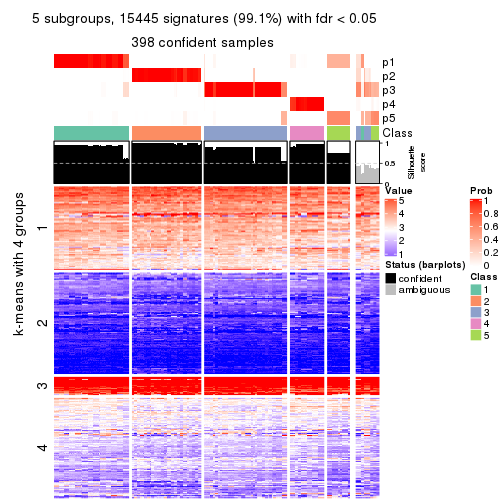 5 subgroups, 15445 signatures (99.1%) with fdr < 0.05
398 confident samples
p1
p2
p3
p4
p5
Class
1
0.5
0
Silhouette
score
k-means with 4 groups
1
2
3
4
Value
5
4
3
2
1
Status (barplots)
confident
ambiguous
Prob
1
0.8
0.6
0.4
0.2
0
Class
1
2
3
4
5